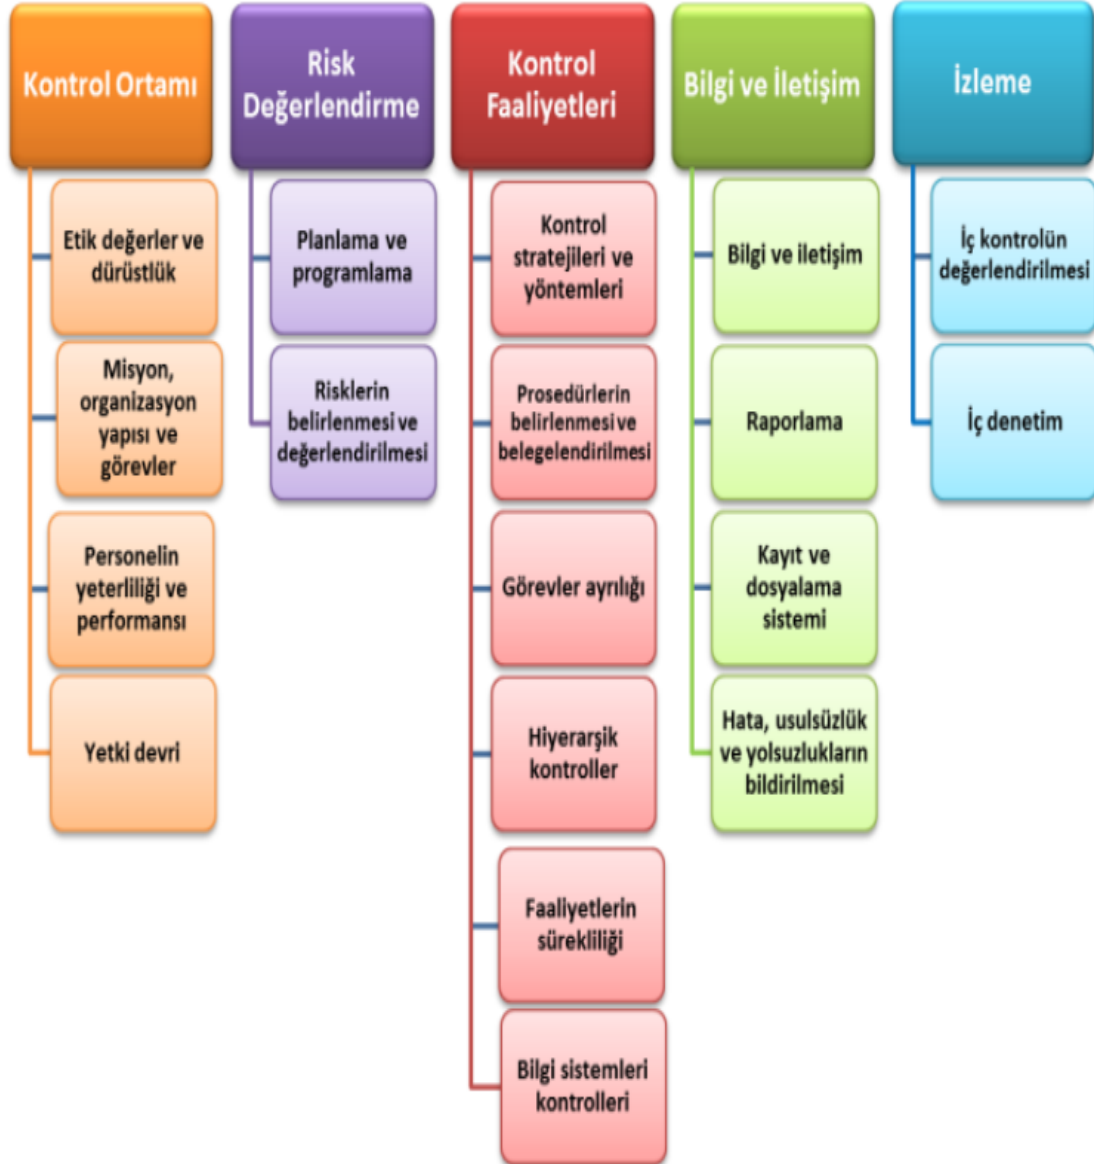 Kontrol Ortamı
Etik değerler ve
dürüstlük
Misyon,
organizasyon
yapısı ve
görevler
Personelin
yeterliliği ve
performansı
Yetki devri
Risk
Değerlendirme
Planlama ve
programlama
Risklerin
belirlenmesi ve
değerlendirilmesi
Kontrol
Faaliyetleri
Kontrol
stratejileri ve
yöntemleri
Prosedürlerin
belirlenmesi ve
belegelendirilmesi
Görevler ayrılığı
Hiyerarşik
kontroller
Faaliyetlerin
sürekliliği
Bilgi sistemleri
kontrolleri
Bilgi ve İletişim
Bilgi ve iletişim
Raporlama
Kayıt ve
dosyalama
sistemi
Hata, usulsüzlük
ve yolsuzlukların
bildirilmesi
İzleme
İç kontrolün
değerlendirilmesi
İç denetim